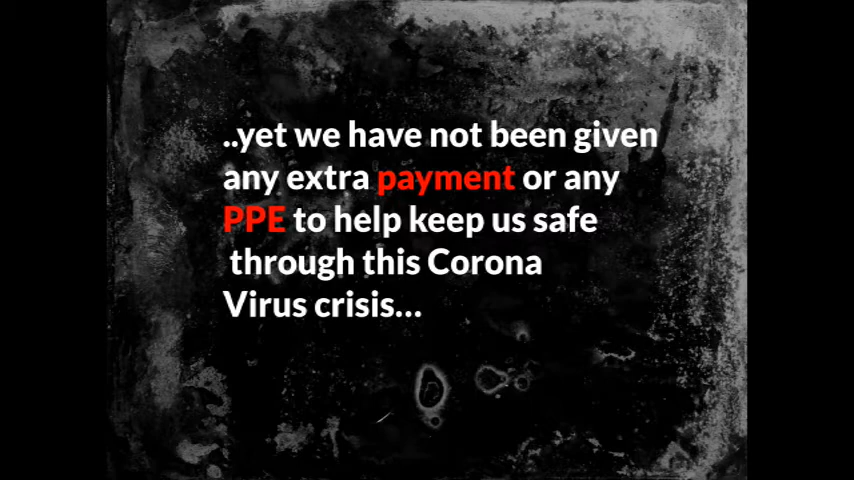 ..yet we have not been given
any extra payment or any
PPE to help keep us safe
through this Corona
Virus crisis...